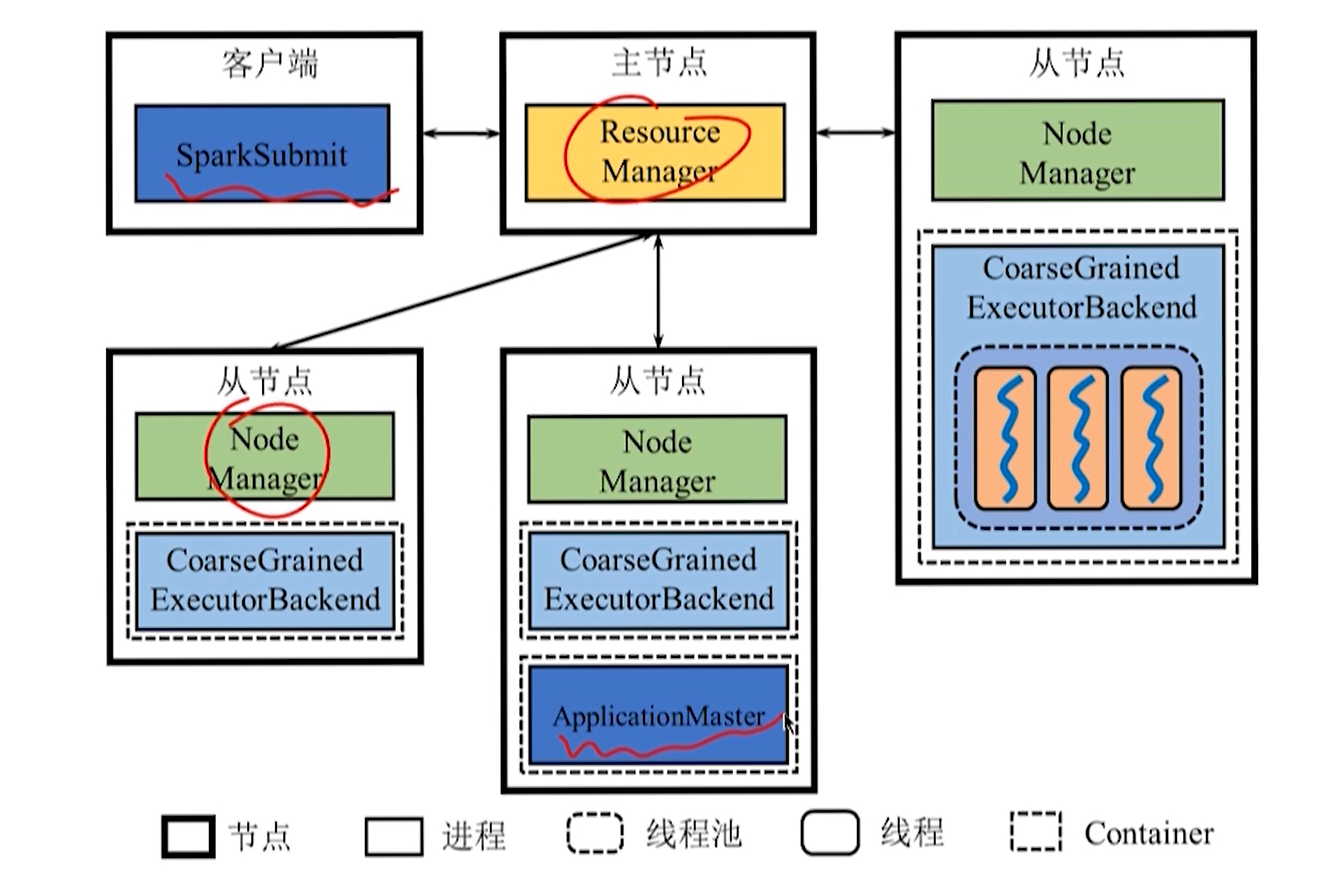 客户端
SparkSubmit
主节点
Resource
Manager
从节点
Node
Manager
CoarseGrained
ExecutorBackend
从节点
Node
Manager
CoarseGrained
ExecutorBackend
从节点
Node
Manager
CoarseGrained
ExecutorBackend
ApplicationMaster
节点
进程
线程池
线程
Container